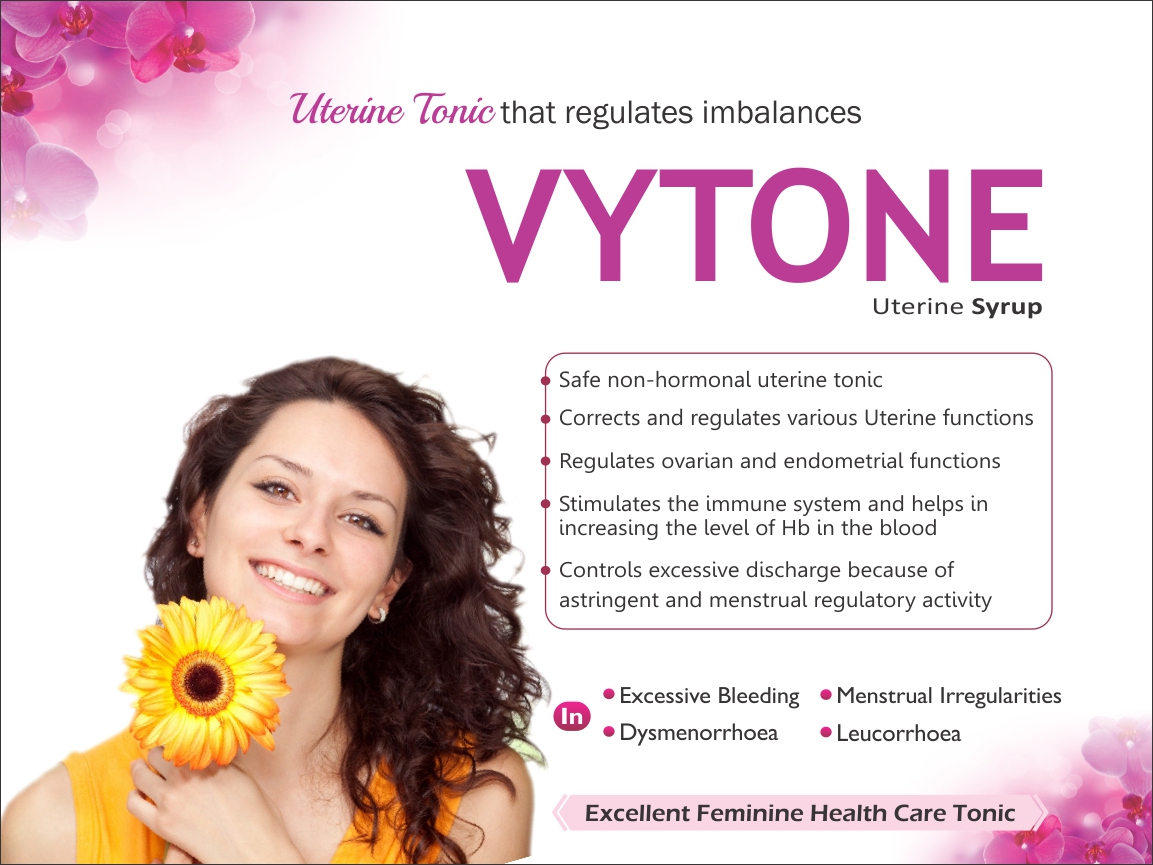 Uterine Tonic that regulates imbalances
VYTONE
Uterine Syrup
Safe non-hormonal uterine tonic
Corrects and regulates various Uterine functions
Regulates ovarian and endometrial functions
Stimulates the immune system and helps in
increasing the level of Hb in the blood
Controls excessive discharge because of
astringent and menstrual regulatory activity
In
Excessive Bleeding
Menstrual Irregularities
Dysmenorrhoea
Leucorrhoea
Excellent Feminine Health Care Tonic